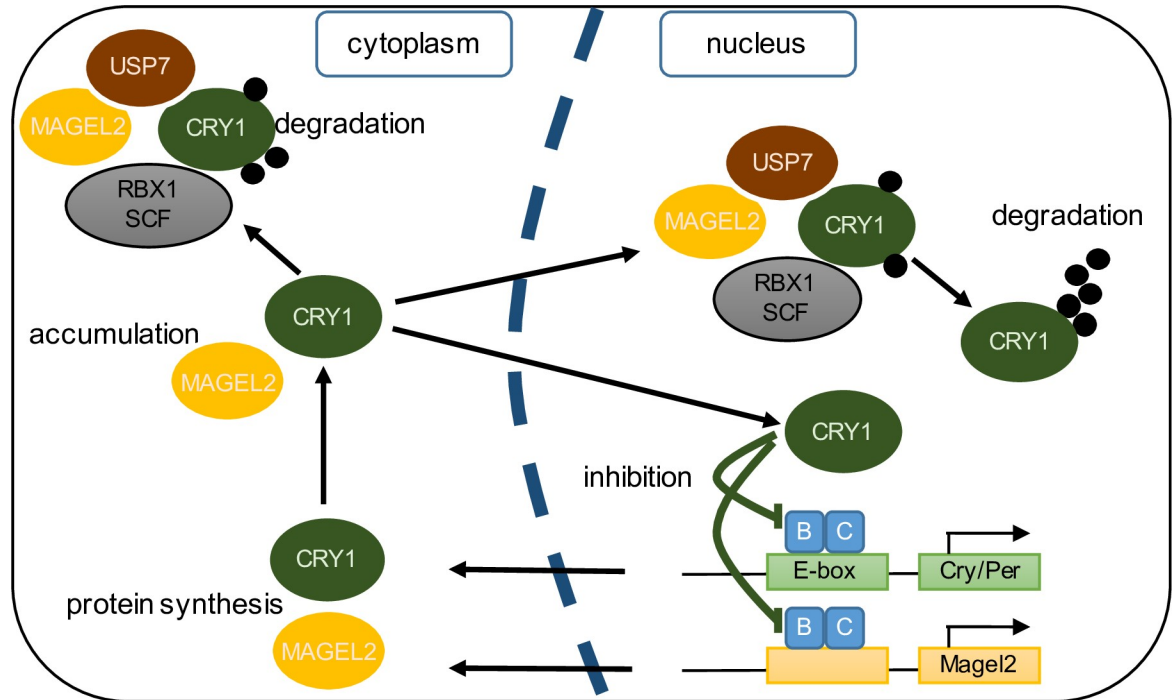 cytoplasm
nucleus
USP7
MAGEL2
CRY1
degradation
RBX1
SCF
CRY1
accumulation
MAGEL2
CRY1
protein synthesis
MAGEL2
USP7
MAGEL2
CRY1
RBX1
SCF
degradation
CRY1
CRY1
inhibition
B C
E-box
Cry/Per
B C
Magel2